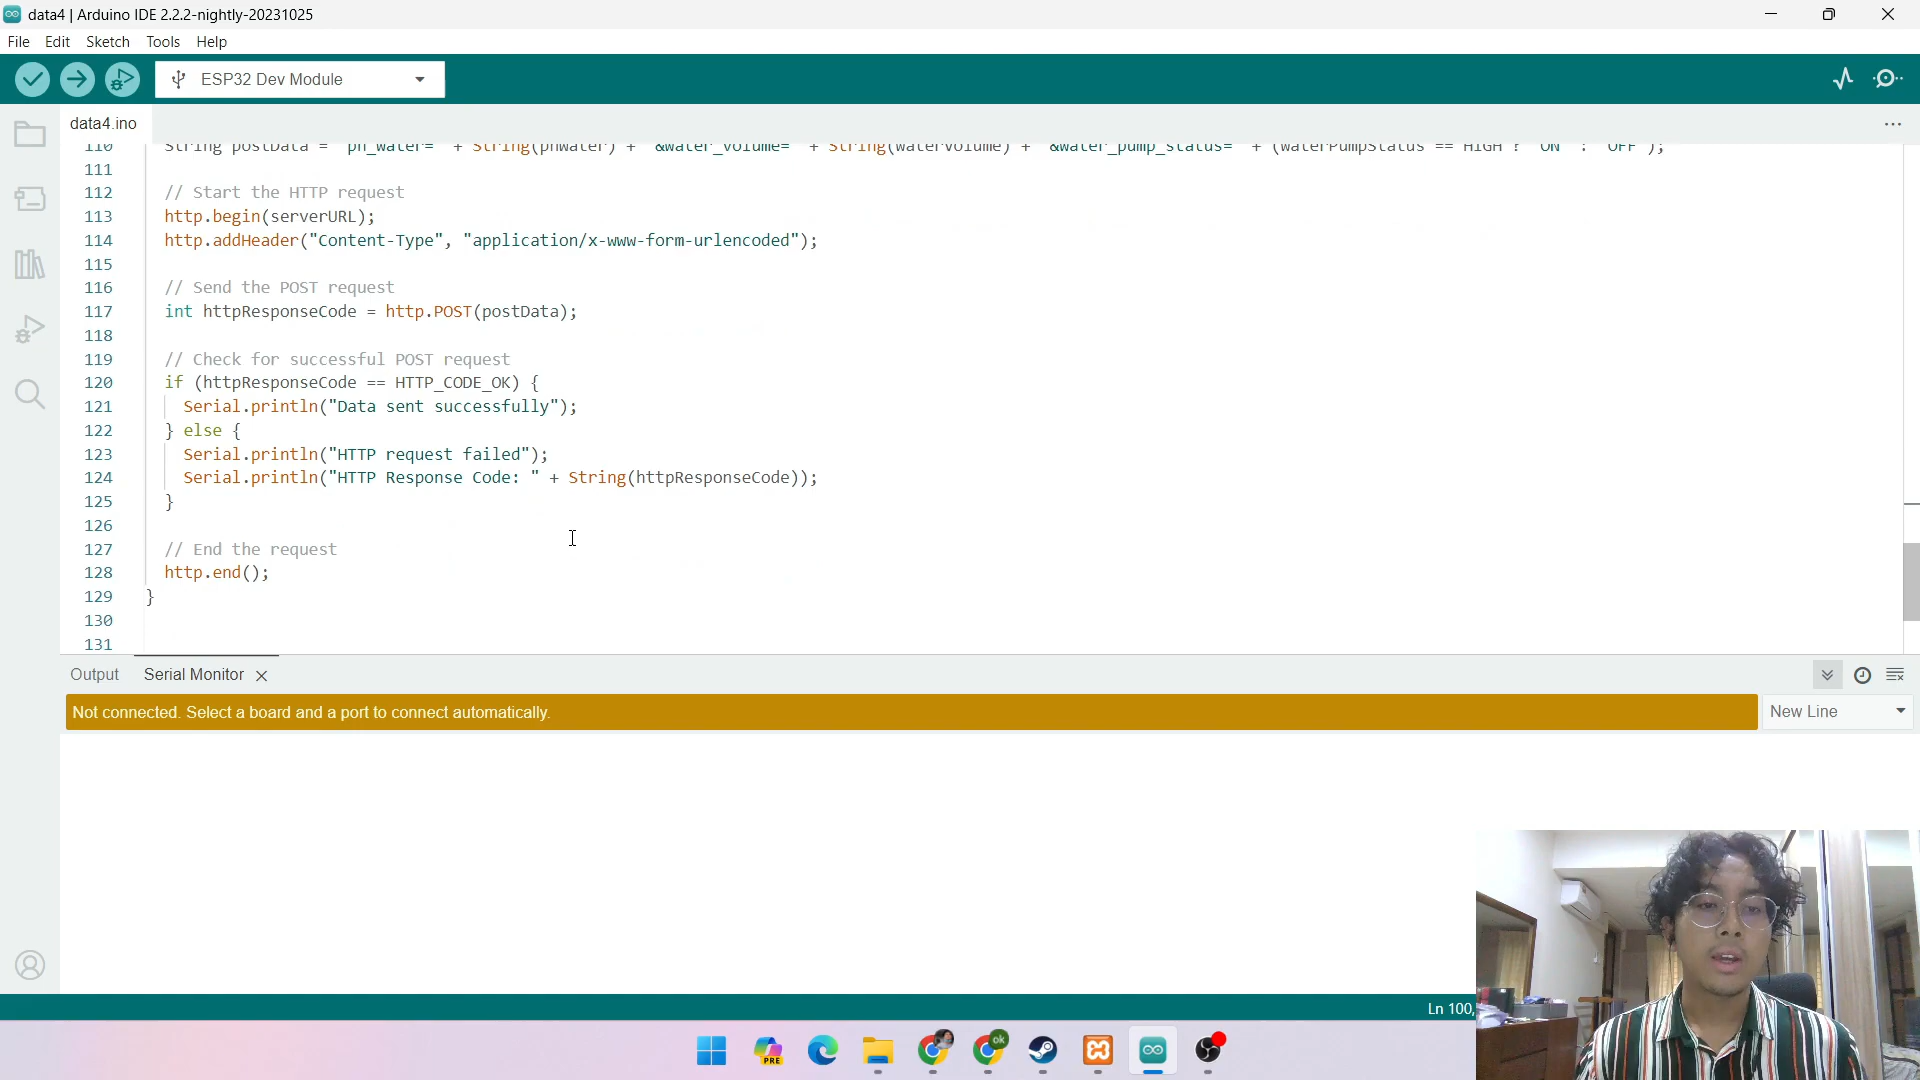 data4 | Arduino IDE 2.2.2-nightly-20231025
File Edit Sketch Tools Help
ESP32 Dev Module
data4.ino
110 String postData = "ph_water=" + String(phWater) + "&water_volume=" + String(waterVolume) + "&water_pump_status=" + (waterPumpStatus == HIGH ? "ON" : "OFF");
111
112 // Start the HTTP request
113 http.begin(serverURL);
114 http.addHeader("Content-Type", "application/x-www-form-urlencoded");
115
116 // Send the POST request
117 int httpResponseCode = http.POST(postData);
118
119 // Check for successful POST request
120 if (httpResponseCode == HTTP_CODE_OK) {
121 Serial.println("Data sent successfully");
122 } else {
123 Serial.println("HTTP request failed");
124 Serial.println("HTTP Response Code: " + String(httpResponseCode));
125 }
126
127 // End the request
128 http.end();
129 }
130
131
Output Serial Monitor
Not connected. Select a board and a port to connect automatically.
New Line
Ln 100,
PRE
ok